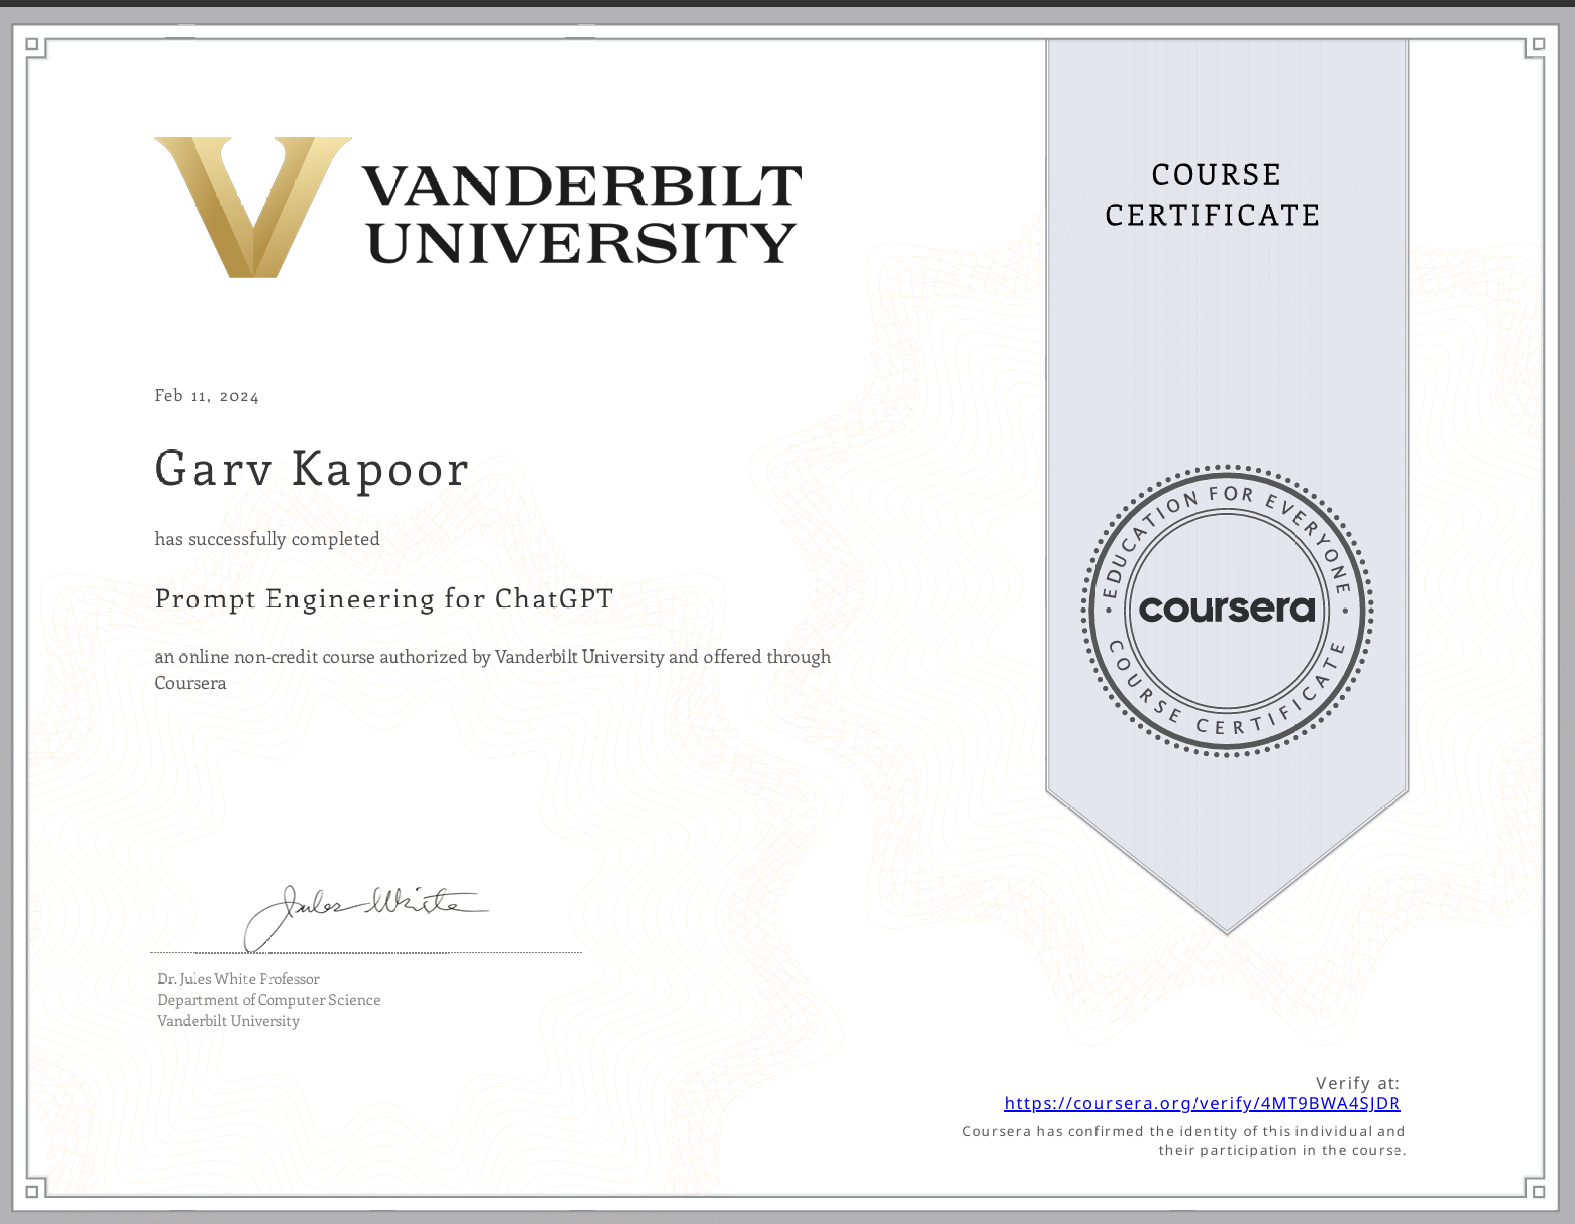 VANDERBILT
UNIVERSITY
COURSE
CERTIFICATE
Feb 11, 2024
Garv Kapoor
has successfully completed
Prompt Engineering for ChatGPT
an online non-credit course authorized by Vanderbilt University and offered through
Coursera
EDUCATION FOR EVERYONE
coursera
COURSE CERTIFICATE
Jules White
Dr. Jules White Professor
Department of Computer Science
Vanderbilt University
Verify at:
https://coursera.org/verify/4MT9BWA4SJDR
Coursera has confirmed the identity of this individual and
their participation in the course.